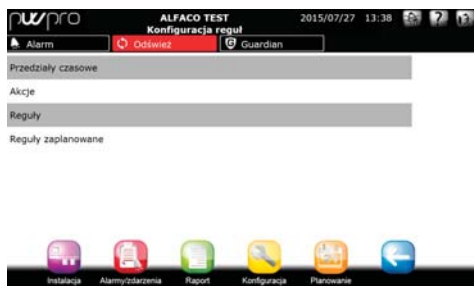 pwpro
ALFACO TEST
2015/07/27 13:38
?
Konfiguracja reguł
Alarm
Odśwież
Guardian
Przedziały czasowe
Akcje
Reguły
Reguły zaplanowane
Instalacja
Alarmy/zdarzenia
Raport
Konfiguracja
Planowanie